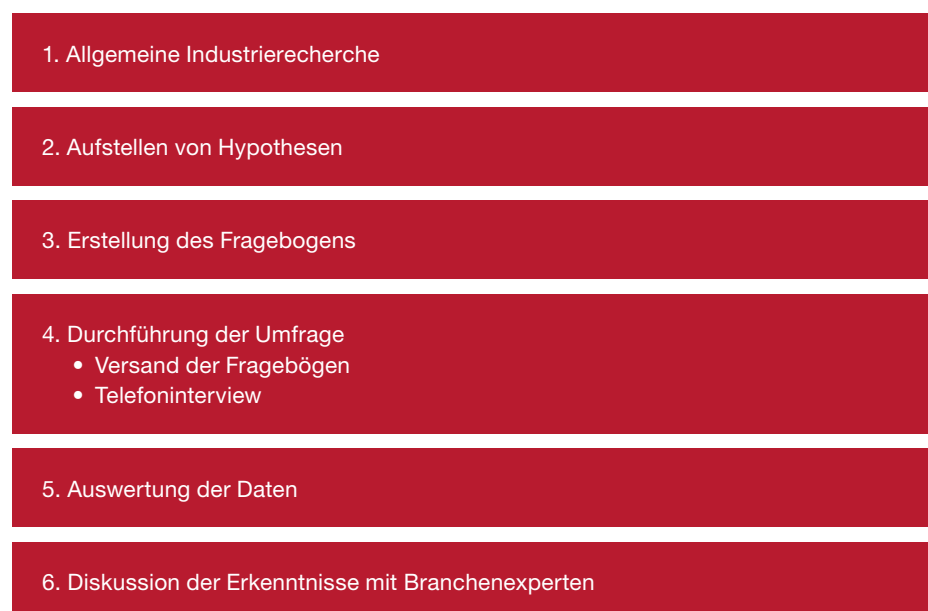 1. Allgemeine Industrierecherche
2. Aufstellen von Hypothesen
3. Erstellung des Fragebogens
4. Durchführung der Umfrage
• Versand der Fragebögen
• Telefoninterview
5. Auswertung der Daten
6. Diskussion der Erkenntnisse mit Branchenexperten